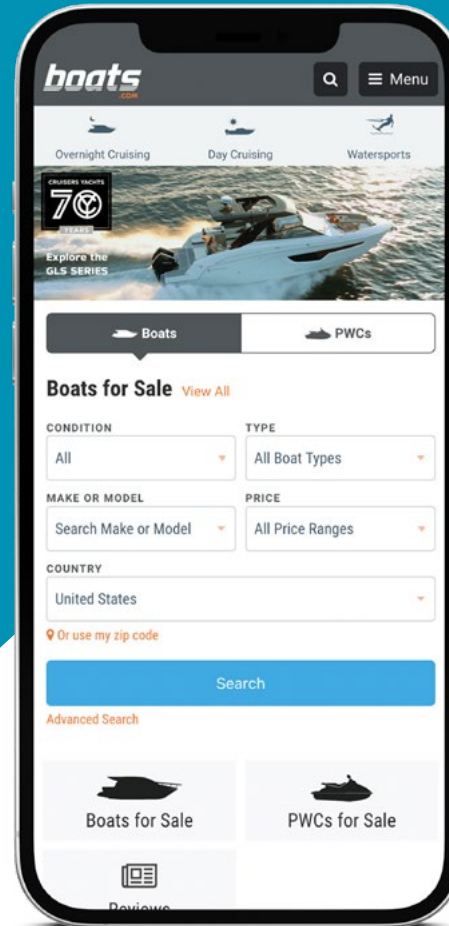 boats
.COM
Menu
Overnight Cruising
Day Cruising
Watersports
CRUISERS YACHTS
70
YEARS
Explore the
GLS SERIES
Boats
PWCs
Boats for Sale View All
CONDITION
TYPE
All
All Boat Types
MAKE OR MODEL
PRICE
Search Make or Model
All Price Ranges
COUNTRY
United States
Or use my zip code
Search
Advanced Search
Boats for Sale
PWCs for Sale
Reviews